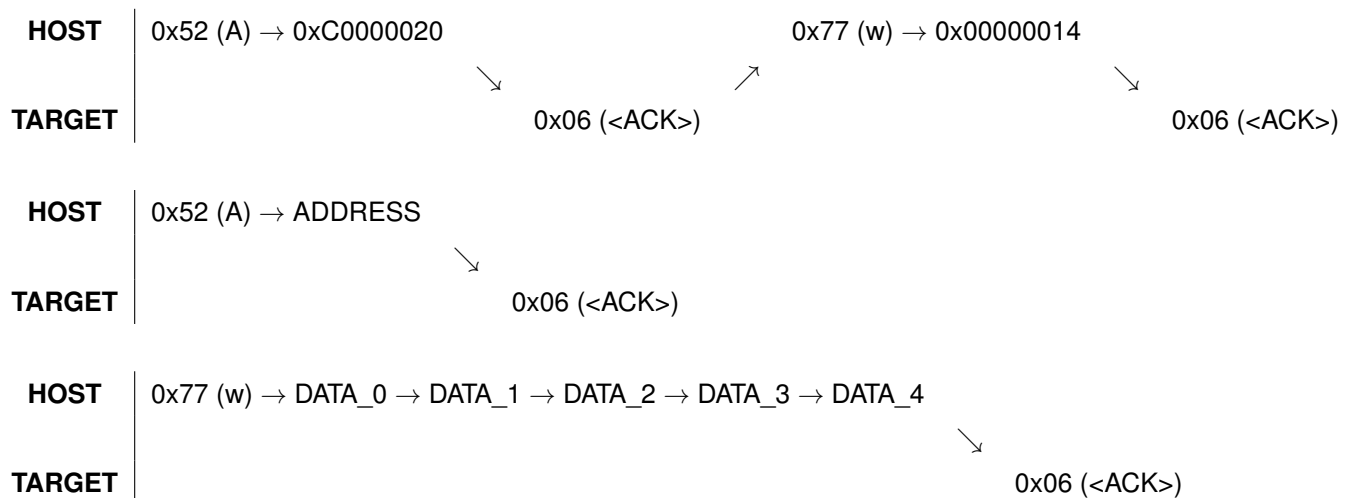 HOST 0x52 (A) → 0xC0000020 0x77 (w) → 0x00000014
↘ ↗ ↘
TARGET 0x06 (<ACK>) 0x06 (<ACK>)
HOST 0x52 (A) → ADDRESS
↘
TARGET 0x06 (<ACK>)
HOST 0x77 (w) → DATA_0 → DATA_1 → DATA_2 → DATA_3 → DATA_4
↘
TARGET 0x06 (<ACK>)